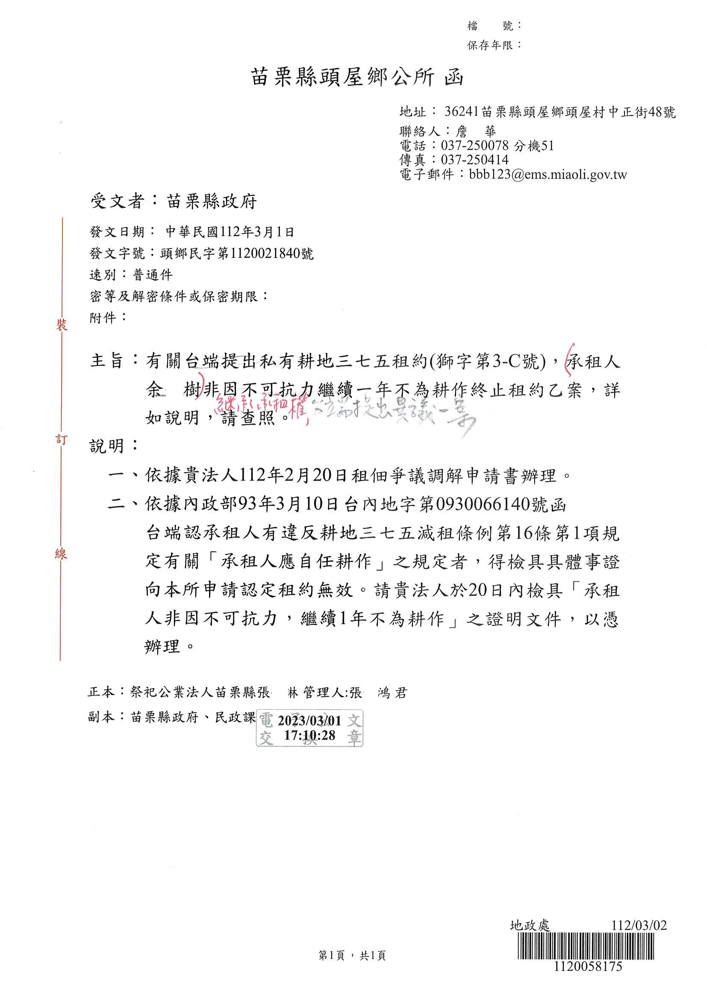 檔　　號：
保存年限：
苗栗縣頭屋鄉公所 函
地址： 36241苗栗縣頭屋鄉頭屋村中正街48號
聯絡人：詹　華
電話：037-250078 分機51
傳真：037-250414
電子郵件：bbb123@ems.miaoli.gov.tw
受文者：苗栗縣政府
發文日期： 中華民國112年3月1日
發文字號：頭鄉民字第1120021840號
速別：普通件
密等及解密條件或保密期限：
附件：
裝
訂
線
主旨：有關台端提出私有耕地三七五租約(獅字第3-C號)，(承租人
余　樹)非因不可抗力繼續一年不為耕作終止租約乙案，詳
繼承承租權，台端提出異議一案
如說明，請查照。
說明：
一、依據貴法人112年2月20日租佃爭議調解申請書辦理。
二、依據內政部93年3月10日台內地字第0930066140號函
台端認承租人有違反耕地三七五減租條例第16條第1項規
定有關「承租人應自任耕作」之規定者，得檢具具體事證
向本所申請認定租約無效。請貴法人於20日內檢具「承租
人非因不可抗力，繼續1年不為耕作」之證明文件，以憑
辦理。
正本：祭祀公業法人苗栗縣張　林 管理人:張　鴻 君
副本：苗栗縣政府、民政課
電子公文
2023/03/01
交換章
17:10:28
地政處　112/03/02
第1頁，共1頁
1120058175